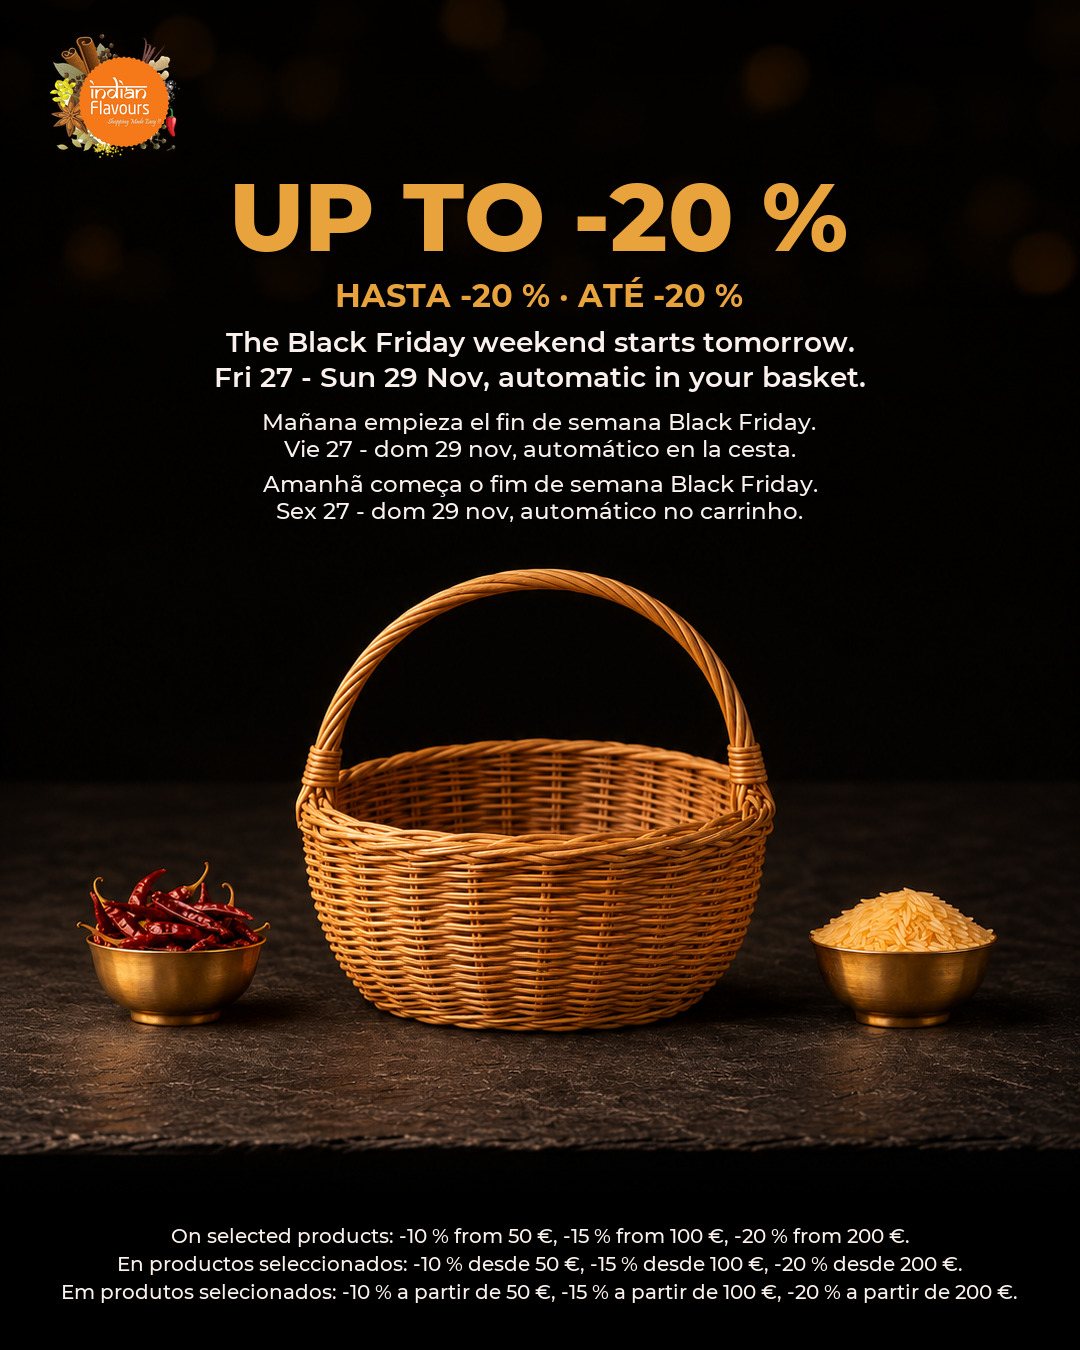 indian
Flavours
Shopping Made Easy !!
UP TO -20 %
HASTA -20 % · ATÉ -20 %
The Black Friday weekend starts tomorrow.
Fri 27 - Sun 29 Nov, automatic in your basket.
Mañana empieza el fin de semana Black Friday.
Vie 27 - dom 29 nov, automático en la cesta.
Amanhã começa o fim de semana Black Friday.
Sex 27 - dom 29 nov, automático no carrinho.
On selected products: -10 % from 50 €, -15 % from 100 €, -20 % from 200 €.
En productos seleccionados: -10 % desde 50 €, -15 % desde 100 €, -20 % desde 200 €.
Em produtos selecionados: -10 % a partir de 50 €, -15 % a partir de 100 €, -20 % a partir de 200 €.